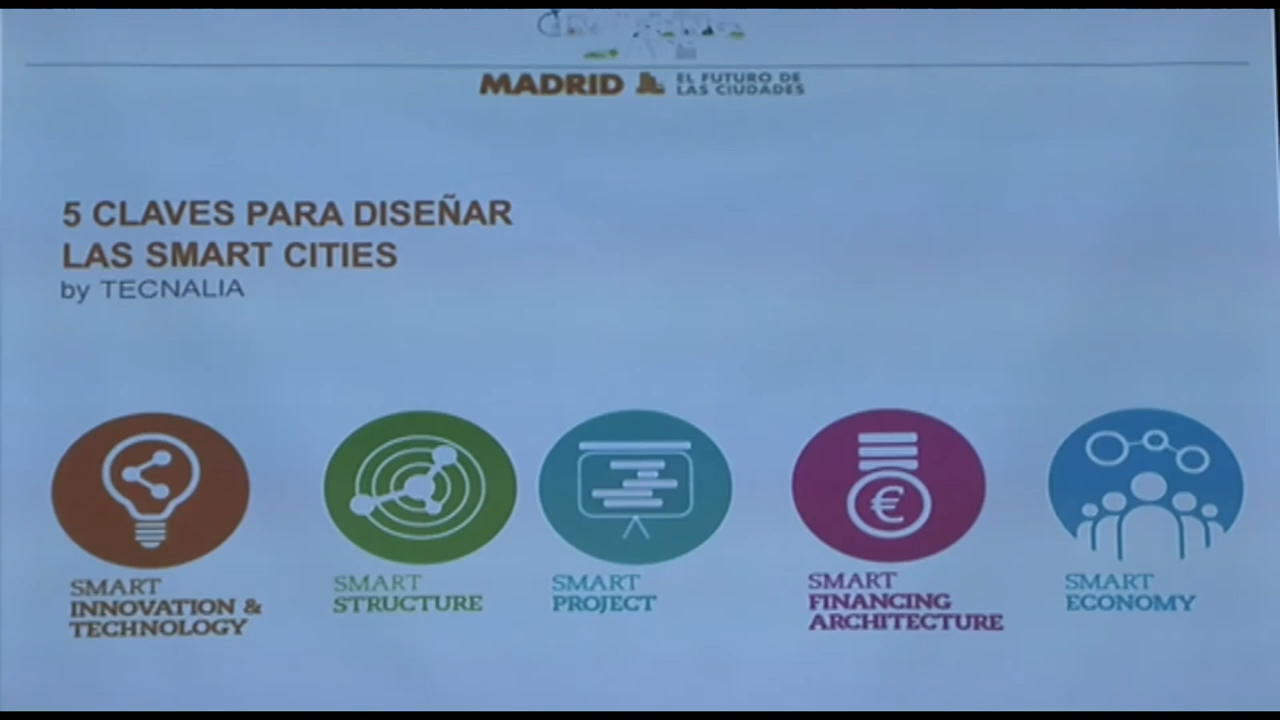 MADRID
EL FUTURO DE
LAS CIUDADES
5 CLAVES PARA DISEÑAR
LAS SMART CITIES
by TECNALIA
SMART
INNOVATION &
TECHNOLOGY
SMART
STRUCTURE
SMART
PROJECT
€
SMART
FINANCING
ARCHITECTURE
SMART
ECONOMY